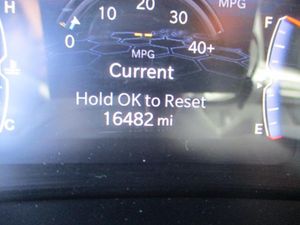 H
10
20
30
MPG
0
40+
MPG
Current
Hold OK to Reset
16482 mi
C
F
E